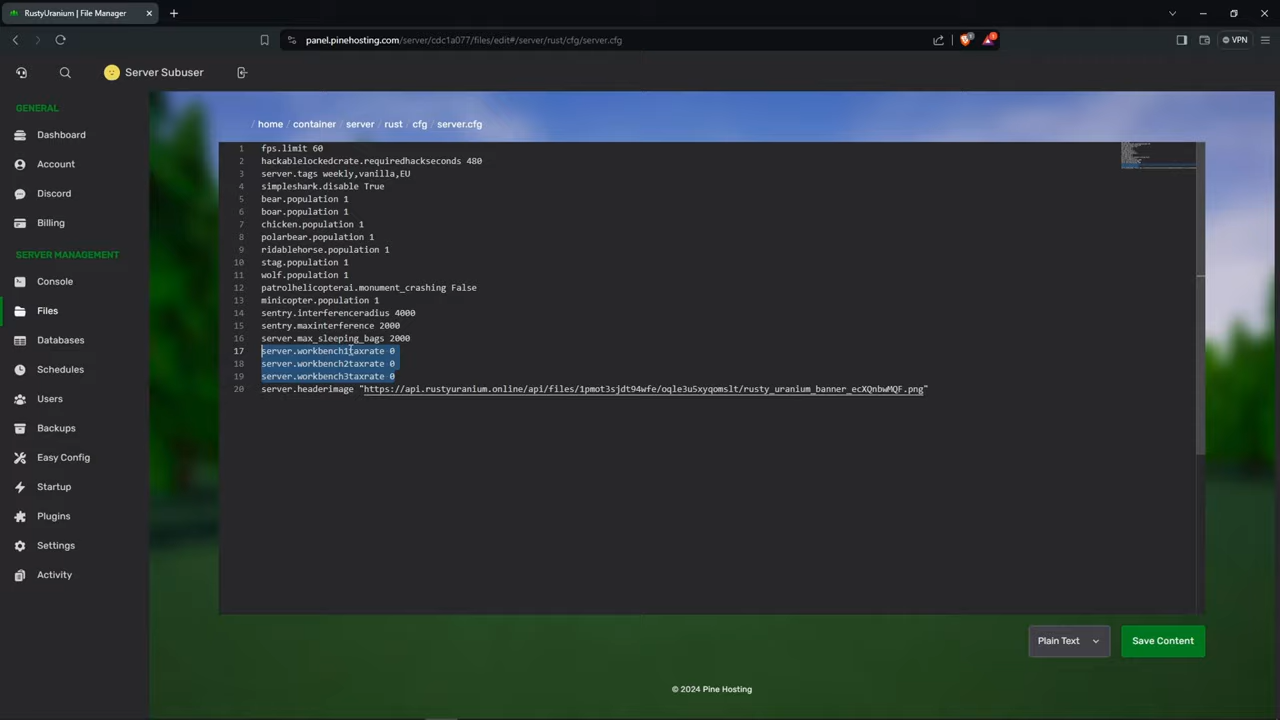 RustyUranium | File Manager
panel.pinehosting.com/server/cdc1a077/files/edit#/server/rust/cfg/server.cfg
VPN
Server Subuser
GENERAL
Dashboard
Account
Discord
Billing
SERVER MANAGEMENT
Console
Files
Databases
Schedules
Users
Backups
Easy Config
Startup
Plugins
Settings
Activity
/ home / container / server / rust / cfg / server.cfg
1 fps.limit 60
2 hackablelockedcrate.requiredhackseconds 480
3 server.tags weekly,vanilla,EU
4 simpleshark.disable True
5 bear.population 1
6 boar.population 1
7 chicken.population 1
8 polarbear.population 1
9 ridablehorse.population 1
10 stag.population 1
11 wolf.population 1
12 patrolhelicopterai.monument_crashing False
13 minicopter.population 1
14 sentry.interferenceradius 4000
15 sentry.maxinterference 2000
16 server.max_sleeping_bags 2000
17 server.workbench1taxrate 0
18 server.workbench2taxrate 0
19 server.workbench3taxrate 0
20 server.headerimage "https://api.rustyuranium.online/api/files/1pmot3sjdt94wfe/oqle3u5xyqomslt/rusty_uranium_banner_ecXQnbwMQF.png"
Plain Text
Save Content
© 2024 Pine Hosting